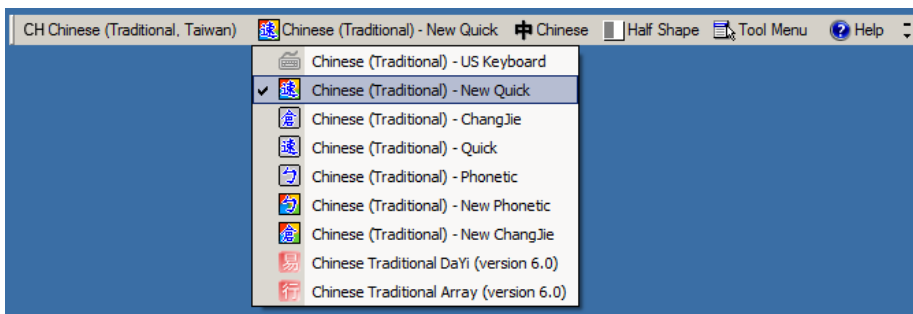 CH Chinese (Traditional, Taiwan) 速 Chinese (Traditional) - New Quick 中 Chinese Half Shape Tool Menu ? Help
Chinese (Traditional) - US Keyboard
速 Chinese (Traditional) - New Quick
倉 Chinese (Traditional) - ChangJie
速 Chinese (Traditional) - Quick
ㄅ Chinese (Traditional) - Phonetic
ㄅ Chinese (Traditional) - New Phonetic
倉 Chinese (Traditional) - New ChangJie
易 Chinese Traditional DaYi (version 6.0)
行 Chinese Traditional Array (version 6.0)